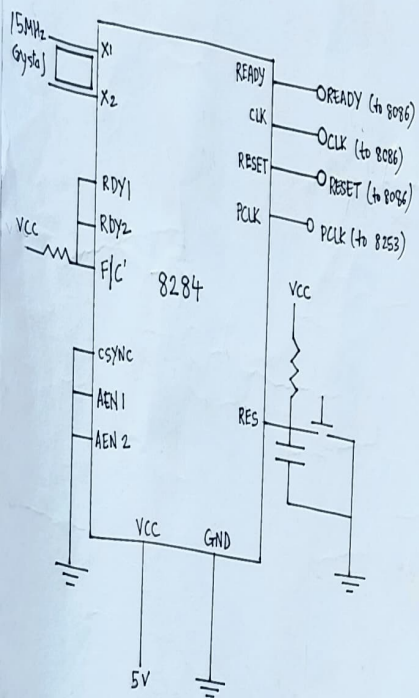 15MHz
Crystal
X1
X2
READY
READY (to 8086)
CLK
CLK (to 8086)
RESET
RESET (to 8086)
PCLK
PCLK (to 8253)
RDY1
RDY2
VCC
F/C'
8284
VCC
CSYNC
AEN1
AEN2
RES
VCC
GND
5V